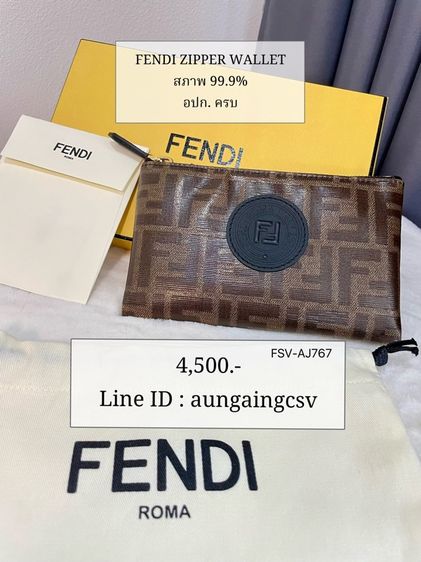 FENDI ZIPPER WALLET
สภาพ 99.9%
อปก. ครบ
FENDI
ROMA
FENDI
4,500.-
FSV-AJ767
Line ID : aungaingcsv
FENDI
ROMA